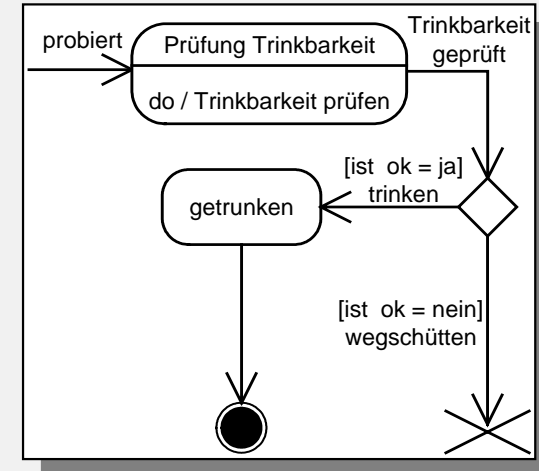 probiert
Prüfung Trinkbarkeit
do / Trinkbarkeit prüfen
Trinkbarkeit
geprüft
[ist ok = ja]
trinken
getrunken
[ist ok = nein]
wegschütten